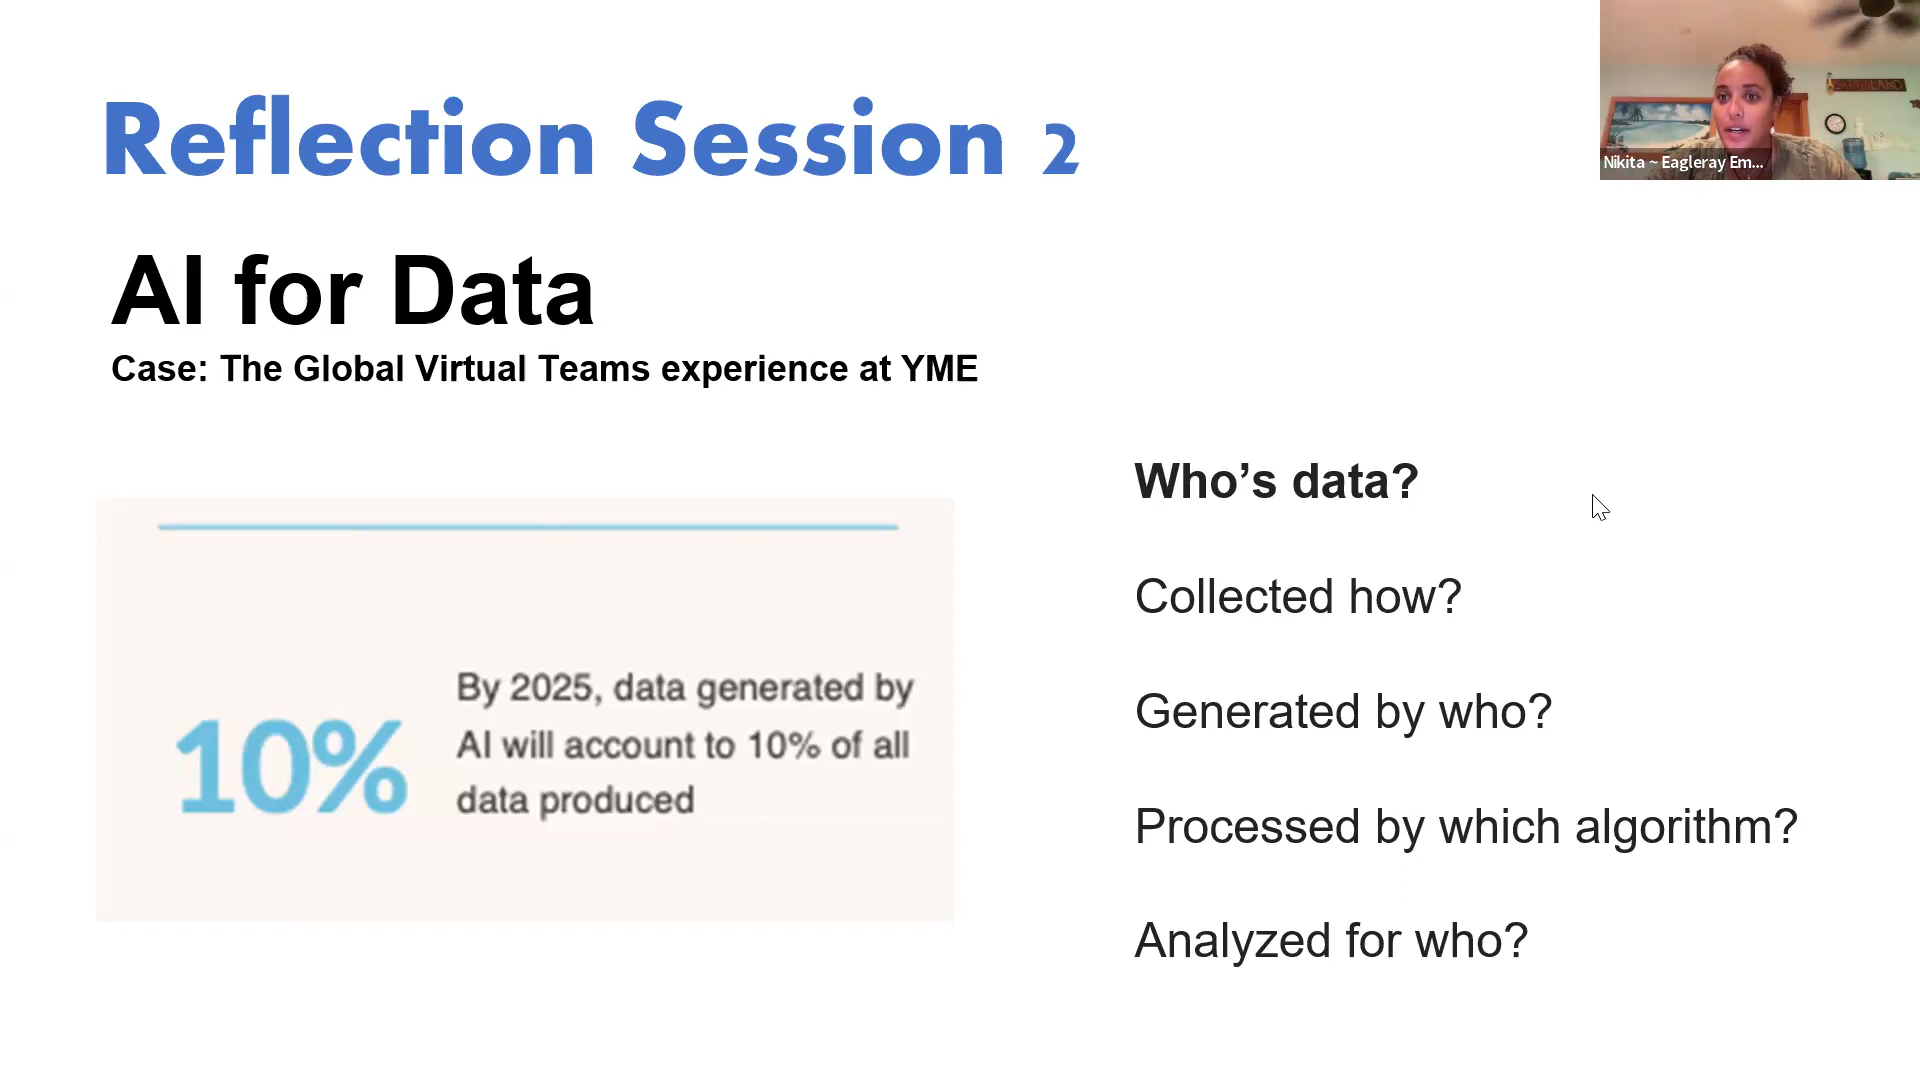 Reflection Session 2
AI for Data
Case: The Global Virtual Teams experience at YME
10%
By 2025, data generated by
AI will account to 10% of all
data produced
Who’s data?
Collected how?
Generated by who?
Processed by which algorithm?
Analyzed for who?
Nikita ~ Eagleray Em...